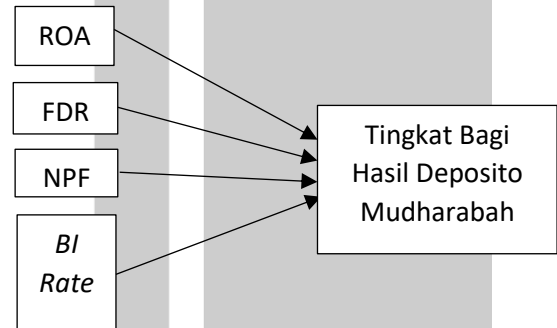 ROA
FDR
NPF
BI
Rate
Tingkat Bagi
Hasil Deposito
Mudharabah